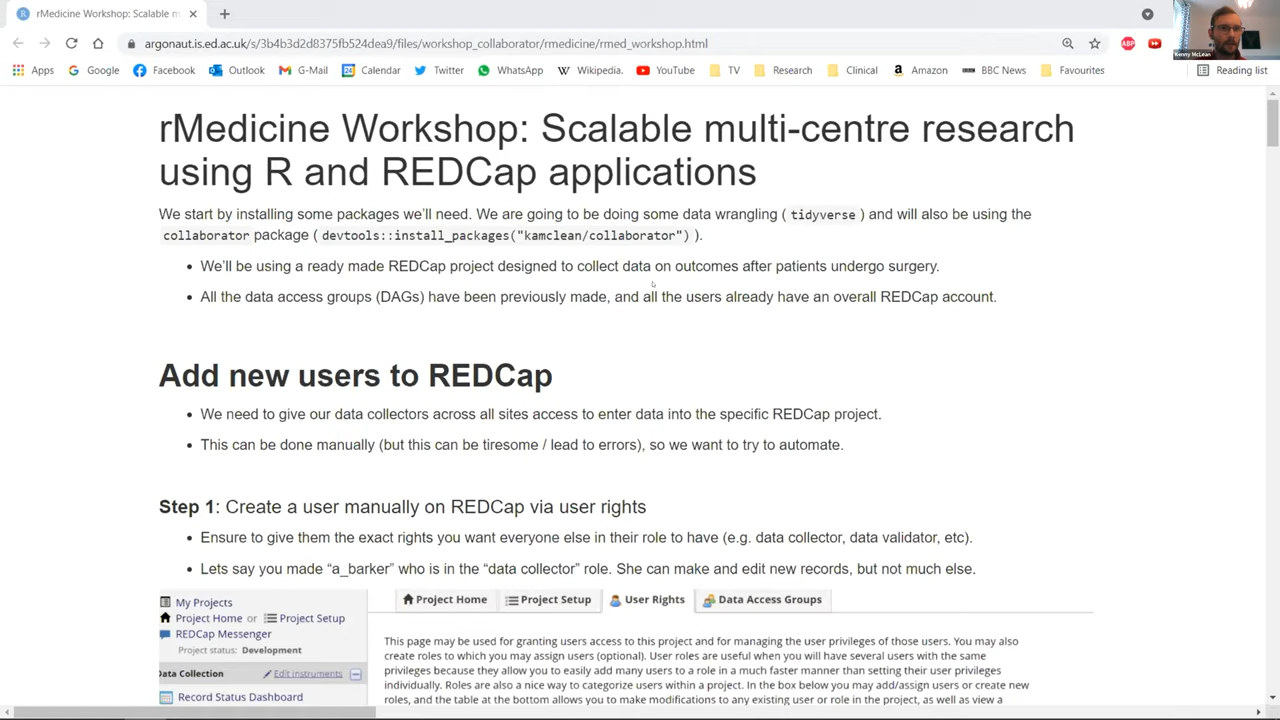 rMedicine Workshop: Scalable m
argonaut.is.ed.ac.uk/s/3b4b3d2d8375fb524dea9/files/workshop_collaborator/rmedicine/rmed_workshop.html
ABP
Kenny McLean
Apps Google Facebook Outlook G-Mail Calendar Twitter WhatsApp Wikipedia. YouTube TV Research Clinical Amazon BBC News Favourites Reading list
rMedicine Workshop: Scalable multi-centre research
using R and REDCap applications
We start by installing some packages we'll need. We are going to be doing some data wrangling ( tidyverse ) and will also be using the
collaborator package ( devtools::install_packages("kamclean/collaborator") ).
• We'll be using a ready made REDCap project designed to collect data on outcomes after patients undergo surgery.
• All the data access groups (DAGs) have been previously made, and all the users already have an overall REDCap account.
Add new users to REDCap
• We need to give our data collectors across all sites access to enter data into the specific REDCap project.
• This can be done manually (but this can be tiresome / lead to errors), so we want to try to automate.
Step 1: Create a user manually on REDCap via user rights
• Ensure to give them the exact rights you want everyone else in their role to have (e.g. data collector, data validator, etc).
• Lets say you made "a_barker" who is in the "data collector" role. She can make and edit new records, but not much else.
My Projects
Project Home or Project Setup
REDCap Messenger
Project status: Development
Data Collection Edit instruments
Record Status Dashboard
Project Home Project Setup User Rights Data Access Groups
This page may be used for granting users access to this project and for managing the user privileges of those users. You may also
create roles to which you may assign users (optional). User roles are useful when you will have several users with the same
privileges because they allow you to easily add many users to a role in a much faster manner than setting their user privileges
individually. Roles are also a nice way to categorize users within a project. In the box below you may add/assign users or create new
roles, and the table at the bottom allows you to make modifications to any existing user or role in the project, as well as view a